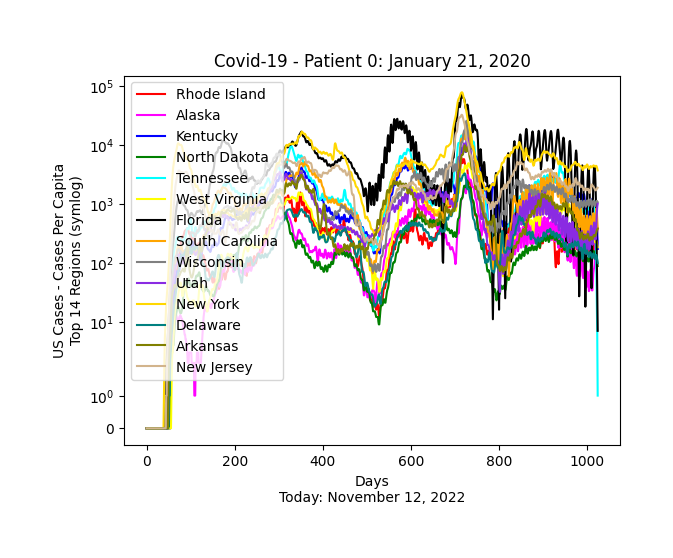 Covid-19 - Patient 0: January 21, 2020
US Cases - Cases Per Capita
Top 14 Regions (symlog)
10^5
10^4
10^3
10^2
10^1
10^0
0
Rhode Island
Alaska
Kentucky
North Dakota
Tennessee
West Virginia
Florida
South Carolina
Wisconsin
Utah
New York
Delaware
Arkansas
New Jersey
0 200 400 600 800 1000
Days
Today: November 12, 2022